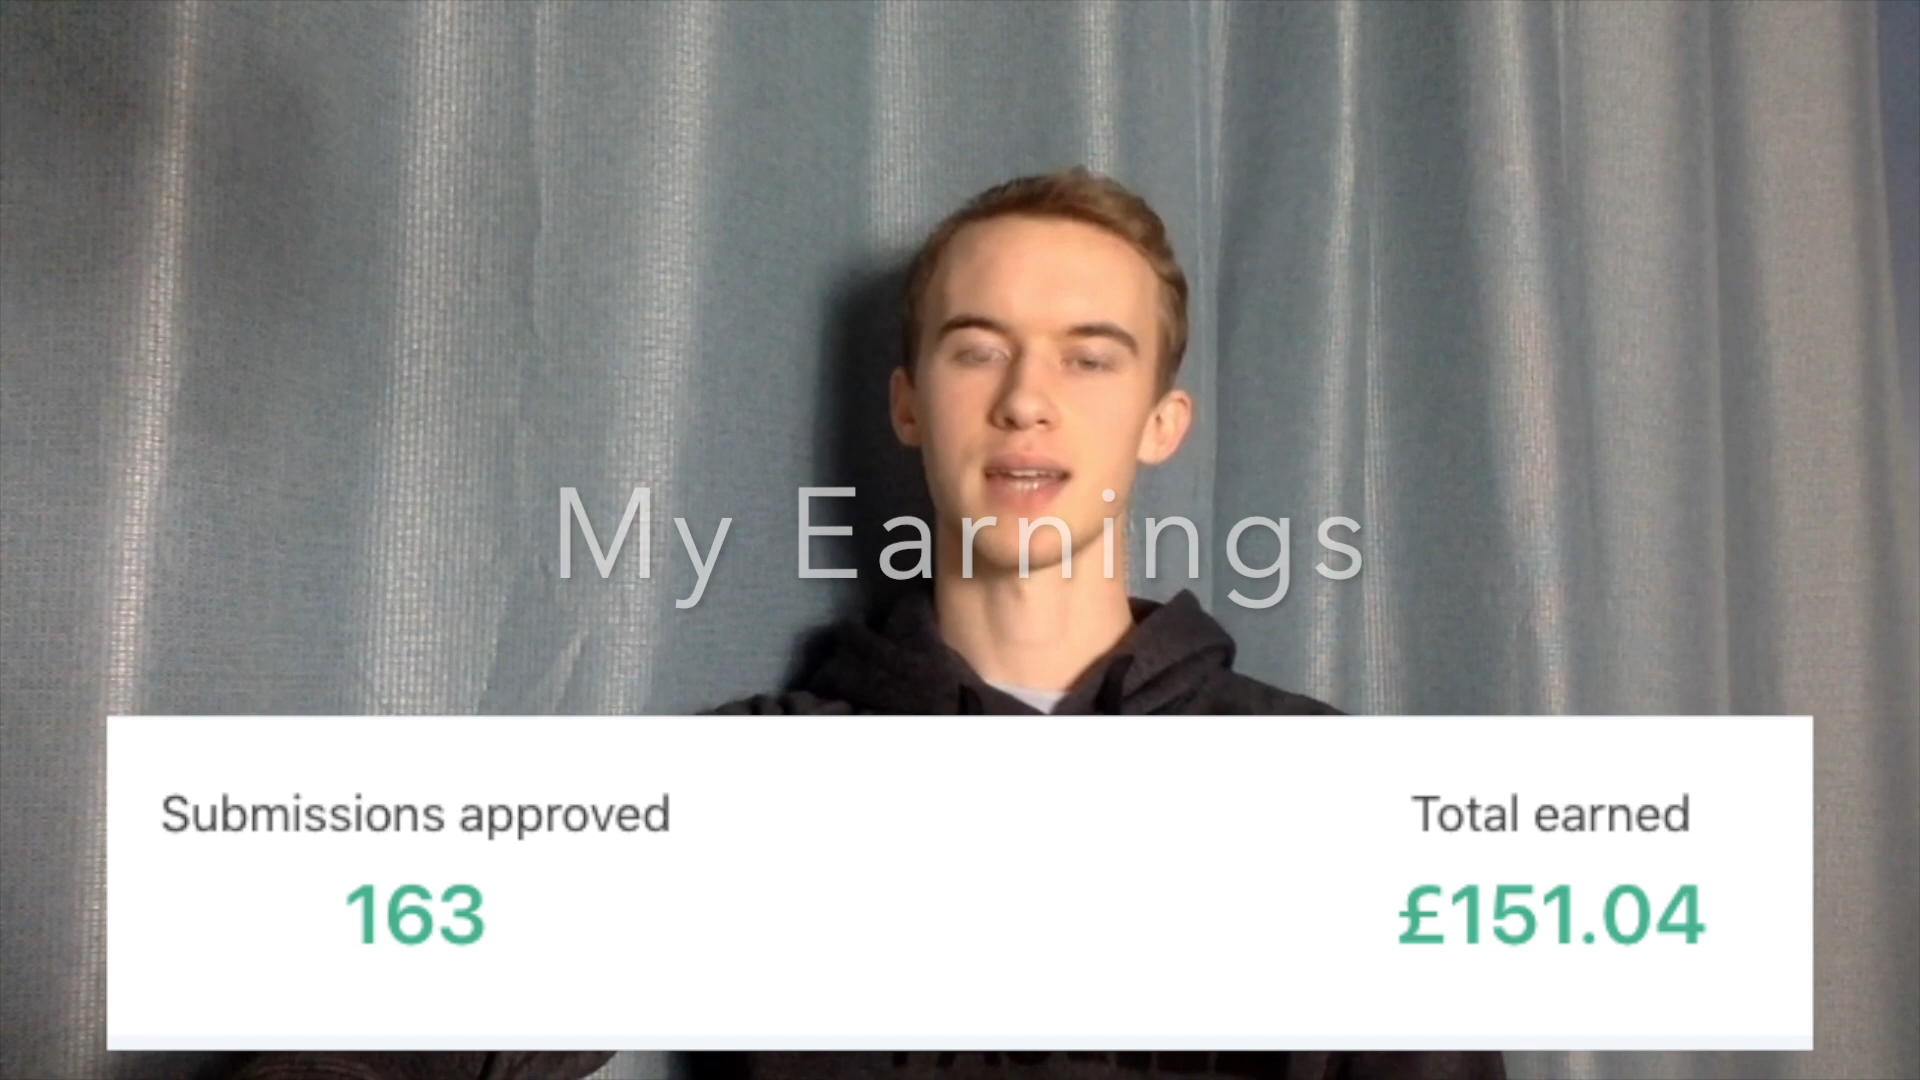 My Earnings
Submissions approved
Total earned
163
£151.04